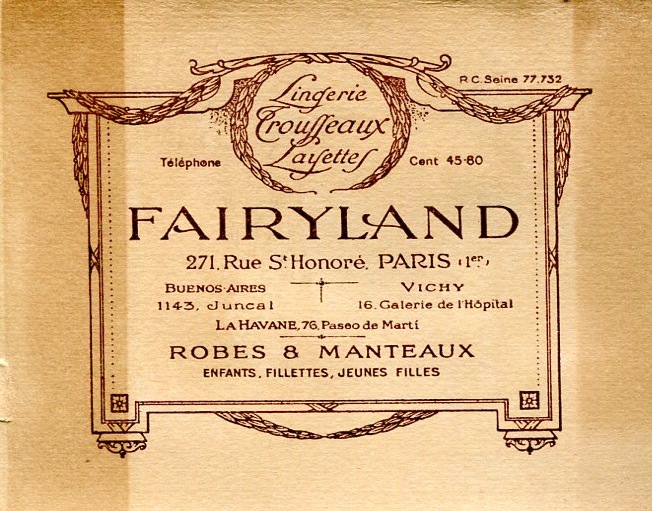 R.C. Seine 77.732
Lingerie
Trousseaux
Layettes
Téléphone Cent 45-80
FAIRYLAND
271, Rue St Honoré, PARIS (1er)
BUENOS-AIRES VICHY
1143, Juncal 16, Galerie de l'Hôpital
LA HAVANE, 76, Paseo de Martí
ROBES & MANTEAUX
ENFANTS, FILLETTES, JEUNES FILLES